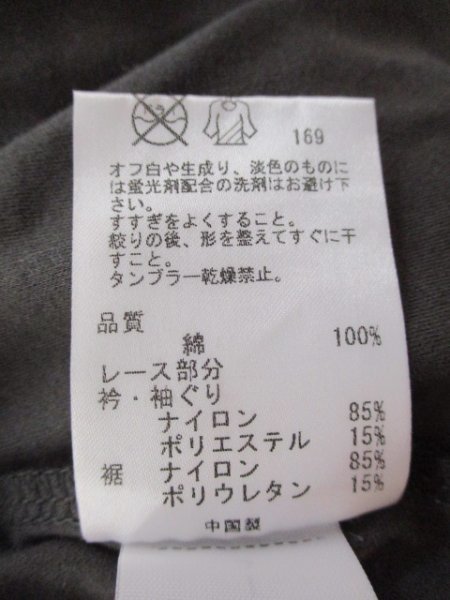 169
オフ白や生成り、淡色のものに
は蛍光剤配合の洗剤はお避け下
さい。
すすぎをよくすること。
絞りの後、形を整えてすぐに干
すこと。
タンブラー乾燥禁止。
品質
綿 100%
レース部分
衿・袖ぐり
ナイロン 85%
ポリエステル 15%
裾 ナイロン 85%
ポリウレタン 15%
中国製